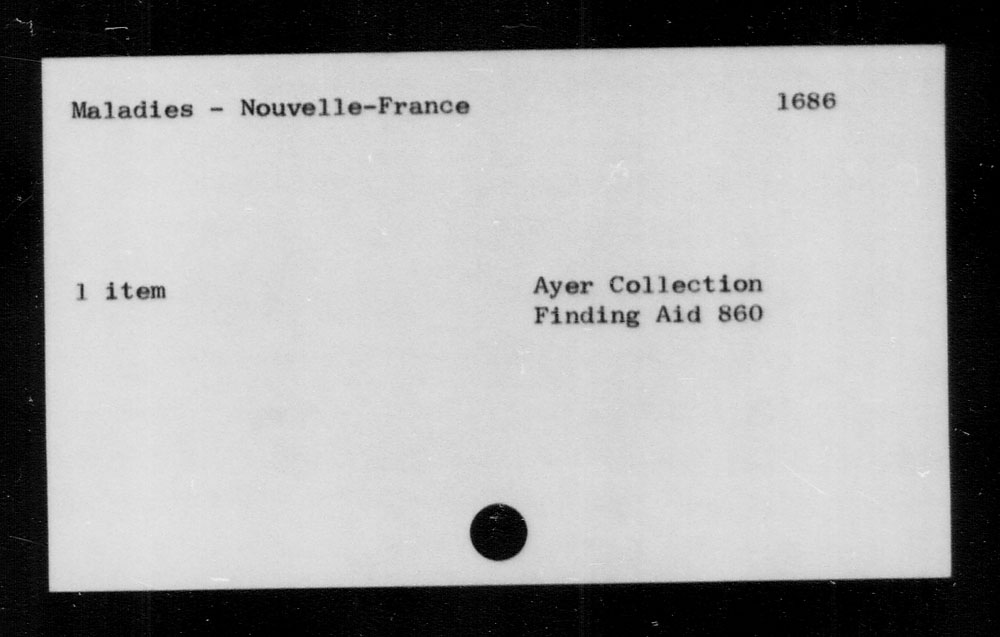 Maladies - Nouvelle-France 1686
1 item
Ayer Collection
Finding Aid 860